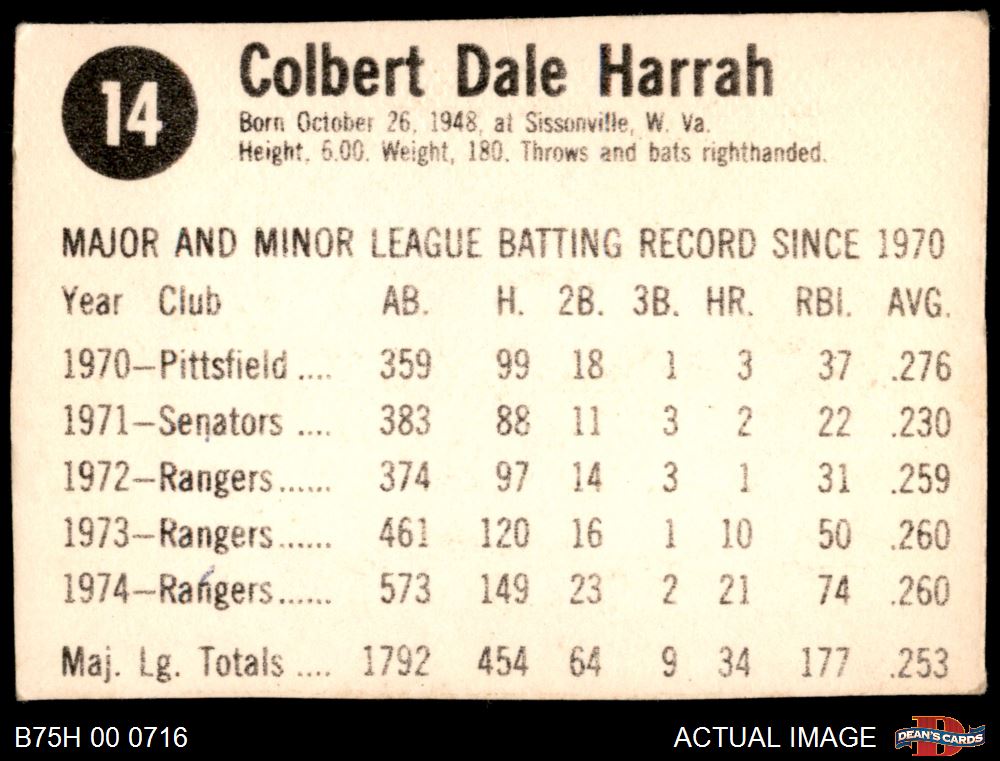 14
Colbert Dale Harrah
Born October 26, 1948, at Sissonville, W. Va.
Height, 6.00. Weight, 180. Throws and bats righthanded.
MAJOR AND MINOR LEAGUE BATTING RECORD SINCE 1970
Year Club AB. H. 2B. 3B. HR. RBI. AVG.
1970—Pittsfield .... 359 99 18 1 3 37 .276
1971—Senators .... 383 88 11 3 2 22 .230
1972—Rangers...... 374 97 14 3 1 31 .259
1973—Rangers...... 461 120 16 1 10 50 .260
1974—Rangers...... 573 149 23 2 21 74 .260
Maj. Lg. Totals .... 1792 454 64 9 34 177 .253
B75H 00 0716 ACTUAL IMAGE DEAN'S CARDS